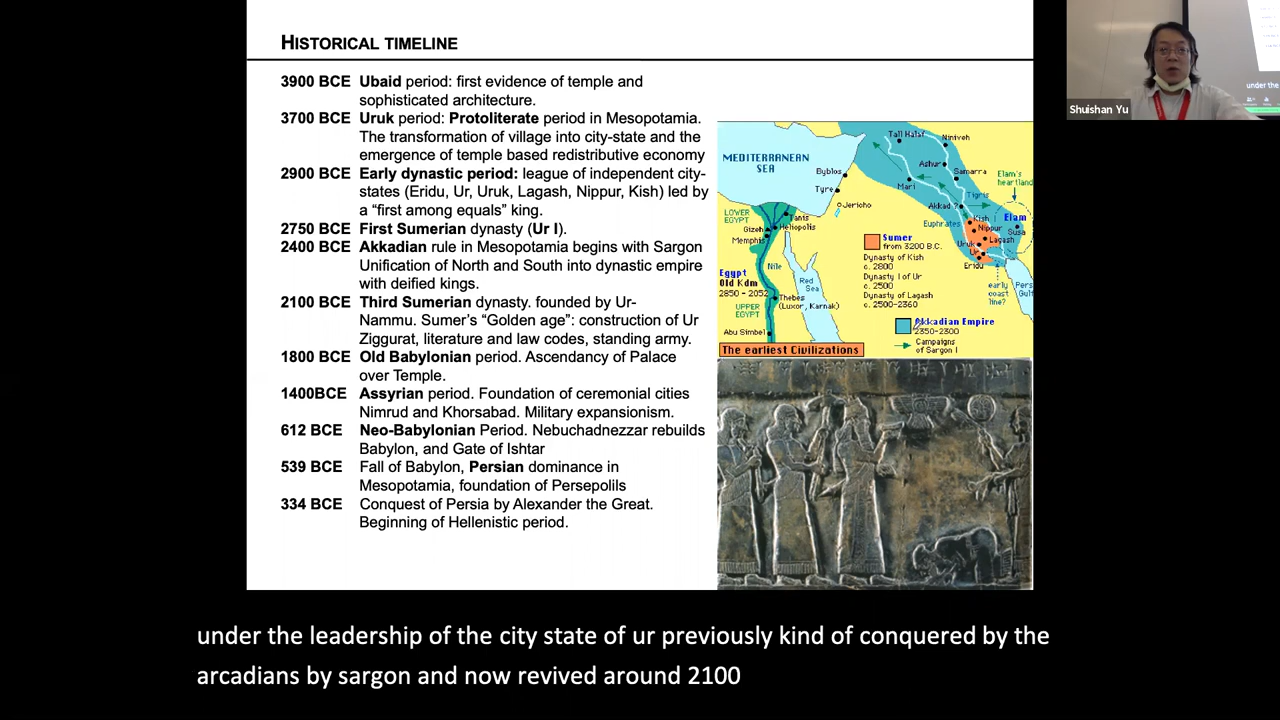 HISTORICAL TIMELINE
3900 BCE Ubaid period: first evidence of temple and
sophisticated architecture.
3700 BCE Uruk period: Protoliterate period in Mesopotamia.
The transformation of village into city-state and the
emergence of temple based redistributive economy
2900 BCE Early dynastic period: league of independent city-
states (Eridu, Ur, Uruk, Lagash, Nippur, Kish) led by
a “first among equals” king.
2750 BCE First Sumerian dynasty (Ur I).
2400 BCE Akkadian rule in Mesopotamia begins with Sargon
Unification of North and South into dynastic empire
with deified kings.
2100 BCE Third Sumerian dynasty. founded by Ur-
Nammu. Sumer’s “Golden age”: construction of Ur
Ziggurat, literature and law codes, standing army.
1800 BCE Old Babylonian period. Ascendancy of Palace
over Temple.
1400BCE Assyrian period. Foundation of ceremonial cities
Nimrud and Khorsabad. Military expansionism.
612 BCE Neo-Babylonian Period. Nebuchadnezzar rebuilds
Babylon, and Gate of Ishtar
539 BCE Fall of Babylon, Persian dominance in
Mesopotamia, foundation of Persepolils
334 BCE Conquest of Persia by Alexander the Great.
Beginning of Hellenistic period.
MEDITERRANEAN
SEA
Tall Halaf
Niniveh
Ashur
Samarra
Mari
Byblos
Tyre
Jericho
Tigris
Akkad ?
Euphrates
Kish
Nippur
Lagash
Uruk
Ur
Eridu
Elam's
heartland
Elam
Susa
early
coast
line?
Pers
Gulf
LOWER
EGYPT
Tanis
Heliopolis
Gizeh
Memphis
Nile
Egypt
Old Kdm
2850 - 2052
Red
Sea
Thebes
(Luxor, Karnak)
UPPER
EGYPT
Abu Simbel
Sumer
from 3200 B.C.
Dynasty of Kish
c. 2800
Dynasty I of Ur
c. 2500
Dynasty of Lagash
c. 2500-2360
Akkadian Empire
2350-2300
Campaigns
of Sargon I
The earliest Civilizations
Shuishan Yu
under the
under the leadership of the city state of ur previously kind of conquered by the
arcadians by sargon and now revived around 2100